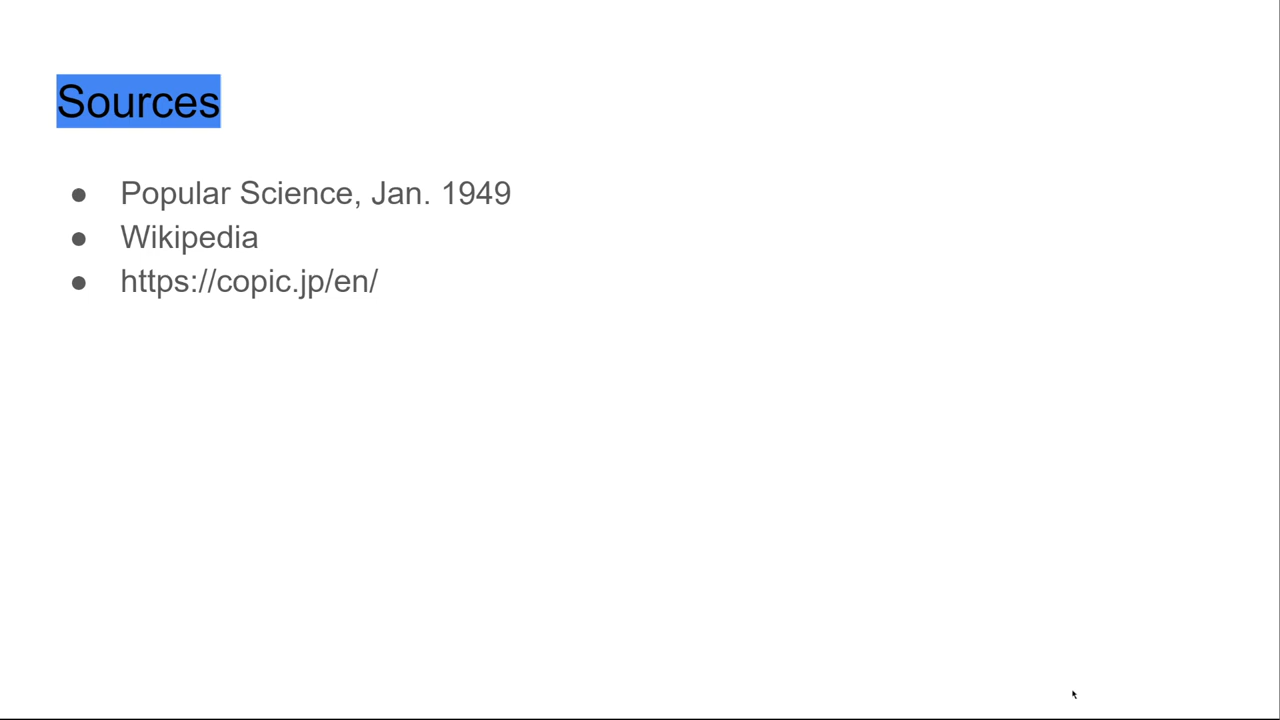 Sources
● Popular Science, Jan. 1949
● Wikipedia
● https://copic.jp/en/